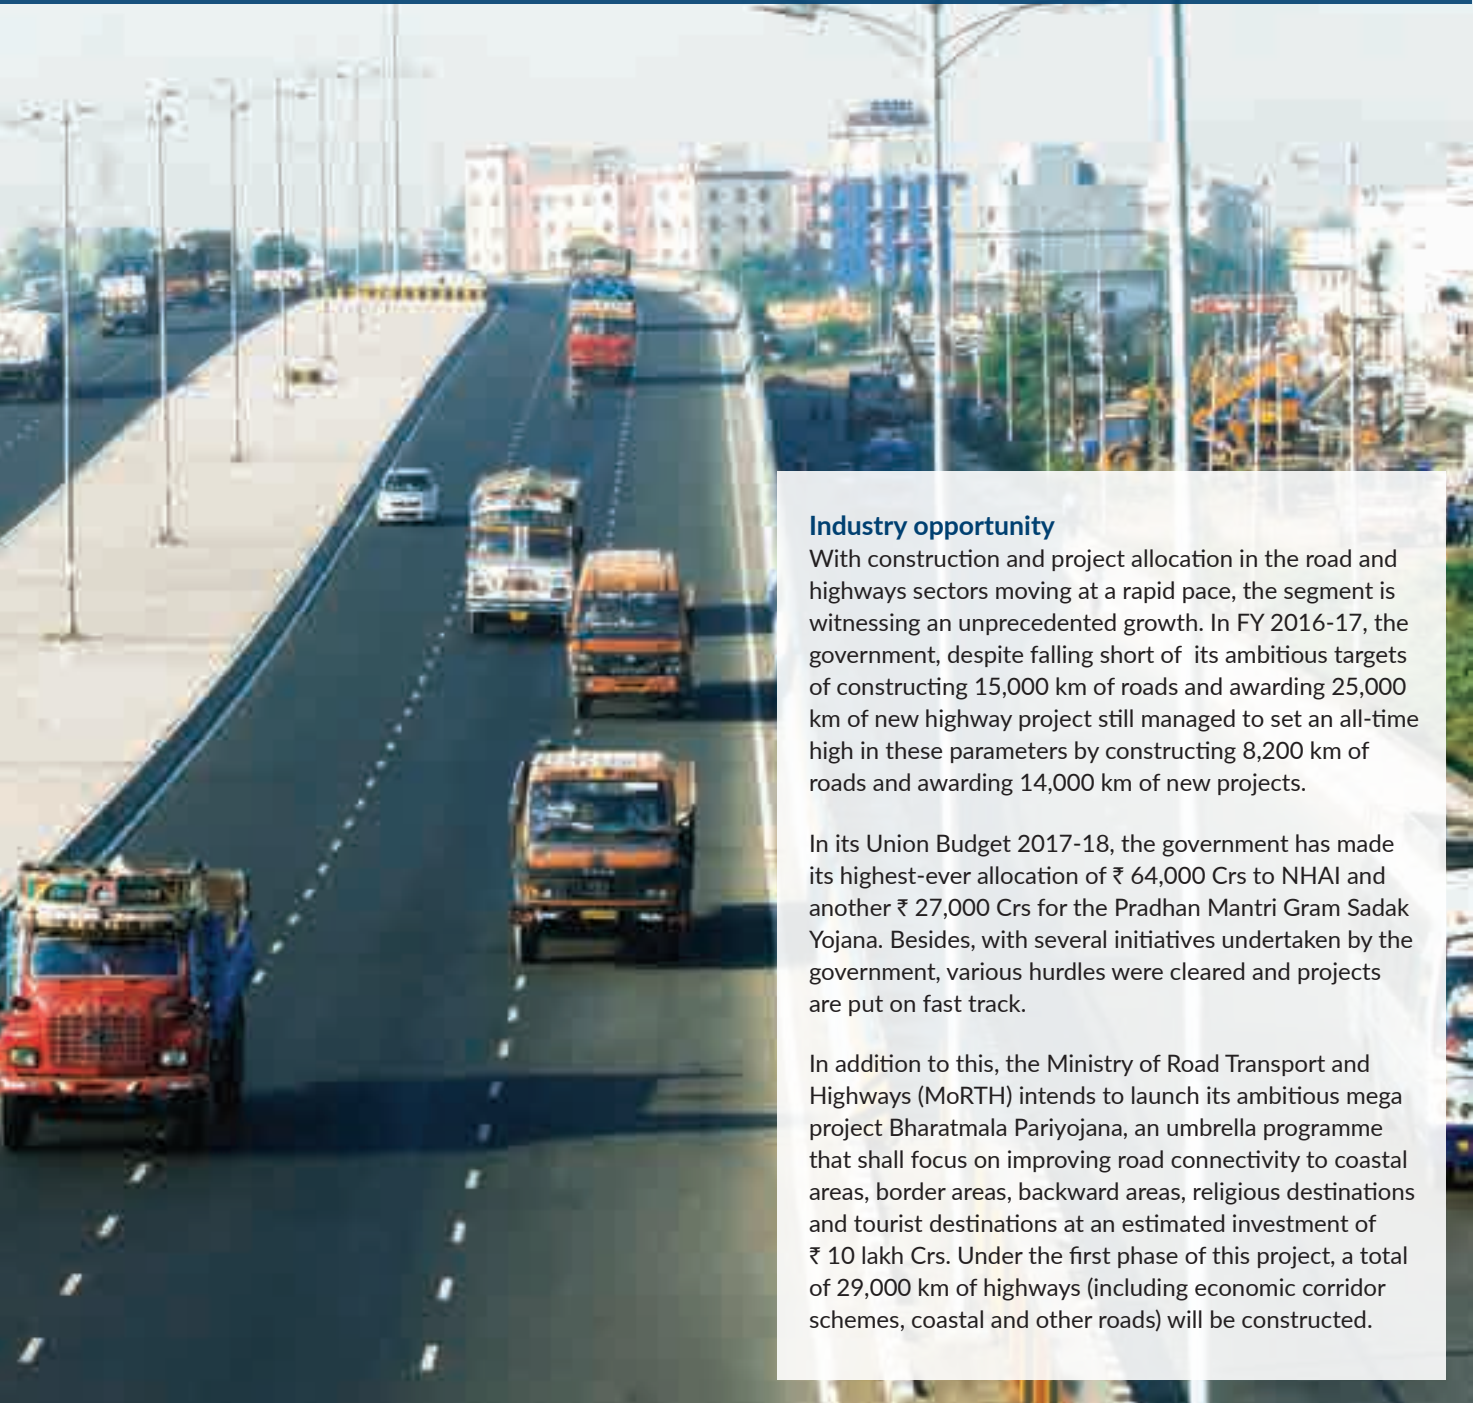 Industry opportunity
With construction and project allocation in the road and
highways sectors moving at a rapid pace, the segment is
witnessing an unprecedented growth. In FY 2016-17, the
government, despite falling short of  its ambitious targets
of constructing 15,000 km of roads and awarding 25,000
km of new highway project still managed to set an all-time
high in these parameters by constructing 8,200 km of
roads and awarding 14,000 km of new projects.
In its Union Budget 2017-18, the government has made
its highest-ever allocation of ₹ 64,000 Crs to NHAI and
another ₹ 27,000 Crs for the Pradhan Mantri Gram Sadak
Yojana. Besides, with several initiatives undertaken by the
government, various hurdles were cleared and projects
are put on fast track.
In addition to this, the Ministry of Road Transport and
Highways (MoRTH) intends to launch its ambitious mega
project Bharatmala Pariyojana, an umbrella programme
that shall focus on improving road connectivity to coastal
areas, border areas, backward areas, religious destinations
and tourist destinations at an estimated investment of
₹ 10 lakh Crs. Under the first phase of this project, a total
of 29,000 km of highways (including economic corridor
schemes, coastal and other roads) will be constructed.